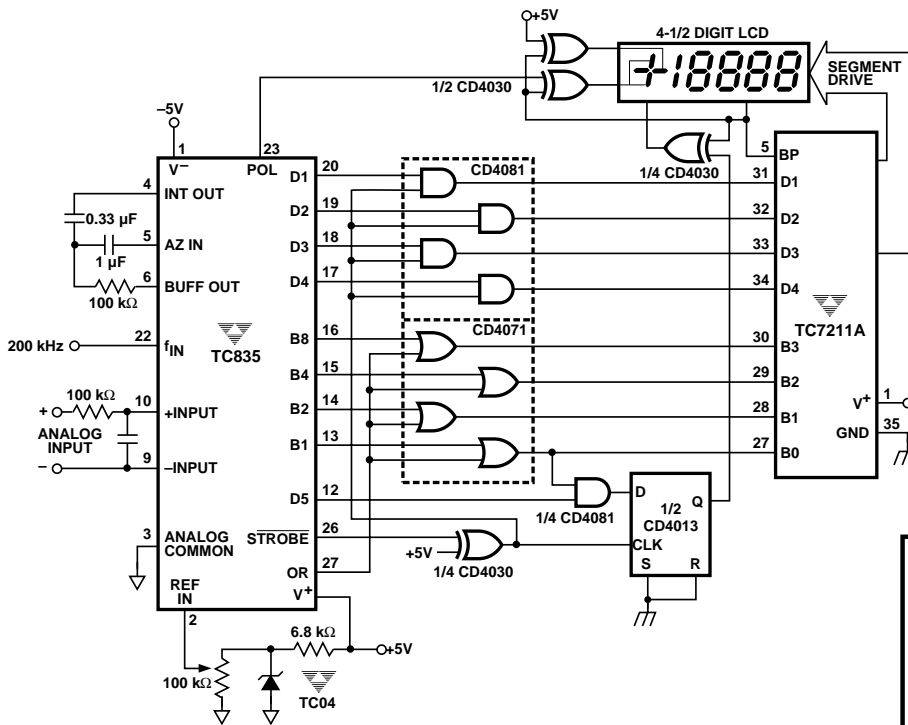 +5V
4-1/2 DIGIT LCD
SEGMENT
DRIVE
1/2 CD4030
–5V
1
V–
23
POL
5
BP
1/4 CD4030
4
INT OUT
0.33 µF
5
AZ IN
1 µF
6
BUFF OUT
100 kΩ
200 kHz
22
fIN
TC835
+
100 kΩ
10
+INPUT
ANALOG
INPUT
–
9
–INPUT
3
ANALOG
COMMON
REF
IN
2
D1
20
D2
19
D3
18
D4
17
B8
16
B4
15
B2
14
B1
13
D5
12
STROBE
26
OR
27
V+
CD4081
CD4071
31
D1
32
D2
33
D3
34
D4
TC7211A
30
B3
29
B2
28
B1
27
B0
V+
1
GND
35
1/4 CD4081
D
Q
1/2
CD4013
CLK
S
R
+5V
1/4 CD4030
6.8 kΩ
+5V
100 kΩ
TC04
+18888